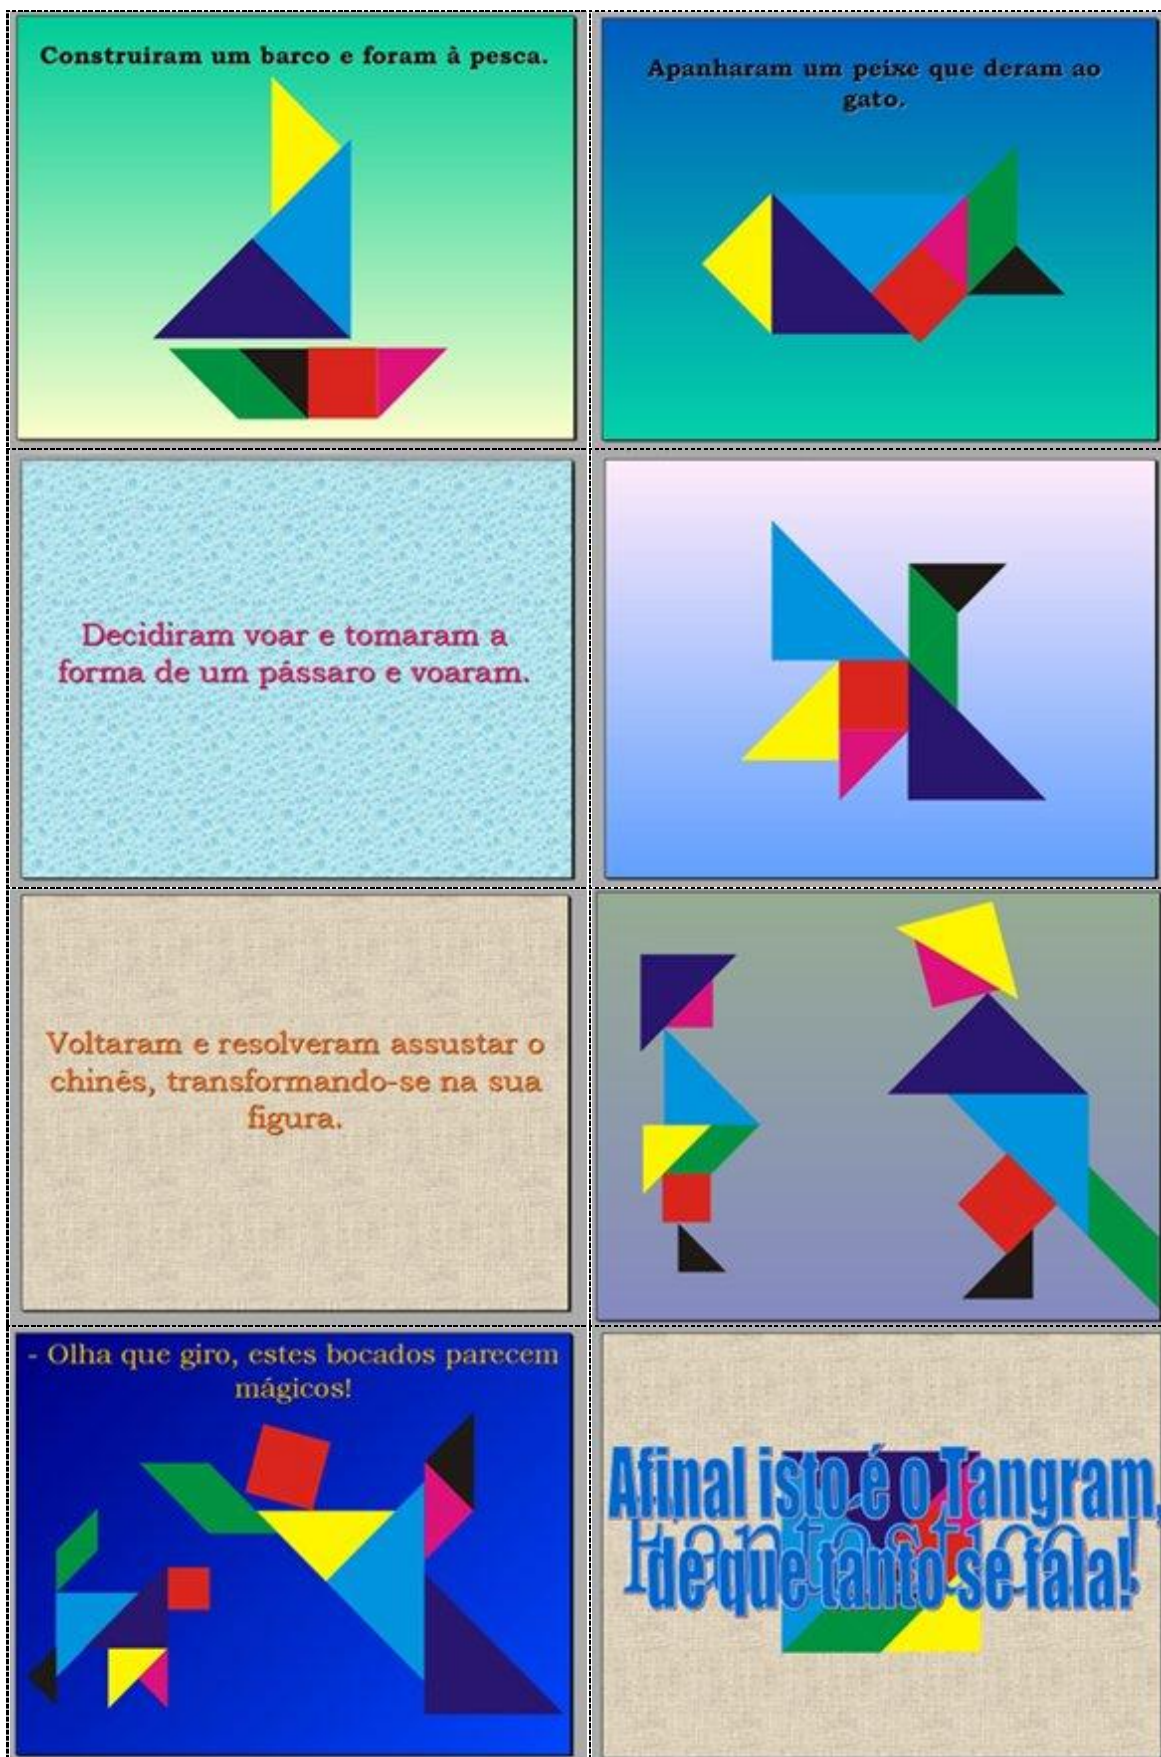 Construiram um barco e foram à pesca.
Apanharam um peixe que deram ao
gato.
Decidiram voar e tomaram a
forma de um pássaro e voaram.
Voltaram e resolveram assustar o
chinês, transformando-se na sua
figura.
- Olha que giro, estes bocados parecem
mágicos!
Afinal isto é o Tangram,
de que tanto se fala!